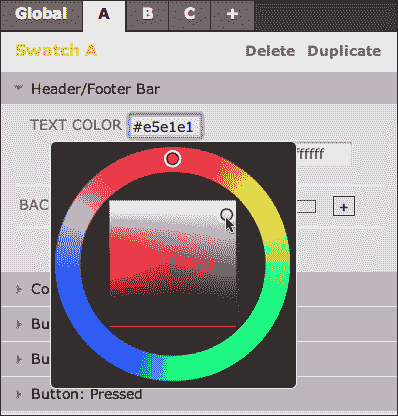 Global A B C +
Swatch A Delete Duplicate
Header/Footer Bar
TEXT COLOR #e5e1e1
ffffff
BAC +
Co
Bu
Bu
Button: Pressed